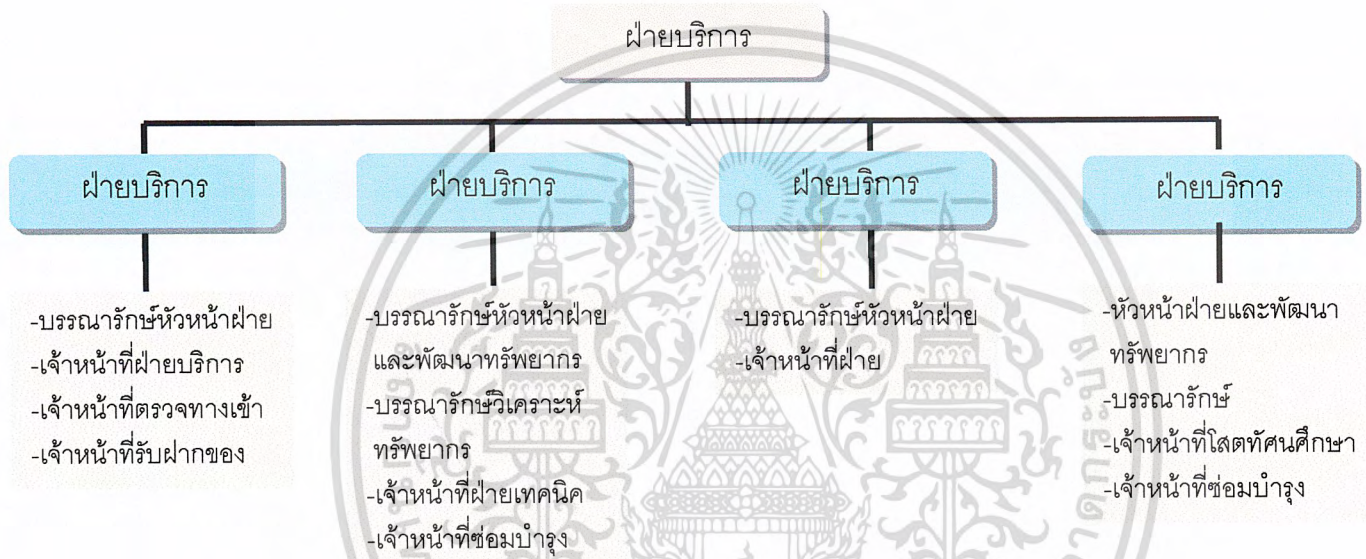 ฝ่ายบริการ
ฝ่ายบริการ
ฝ่ายบริการ
ฝ่ายบริการ
ฝ่ายบริการ
-บรรณารักษ์หัวหน้าฝ่าย
-เจ้าหน้าที่ฝ่ายบริการ
-เจ้าหน้าที่ตรวจทางเข้า
-เจ้าหน้าที่รับฝากของ
-บรรณารักษ์หัวหน้าฝ่าย
และพัฒนาทรัพยากร
-บรรณารักษ์วิเคราะห์
ทรัพยากร
-เจ้าหน้าที่ฝ่ายเทคนิค
-เจ้าหน้าที่ซ่อมบำรุง
-บรรณารักษ์หัวหน้าฝ่าย
-เจ้าหน้าที่ฝ่าย
-หัวหน้าฝ่ายและพัฒนา
ทรัพยากร
-บรรณารักษ์
-เจ้าหน้าที่โสตทัศนศึกษา
-เจ้าหน้าที่ซ่อมบำรุง